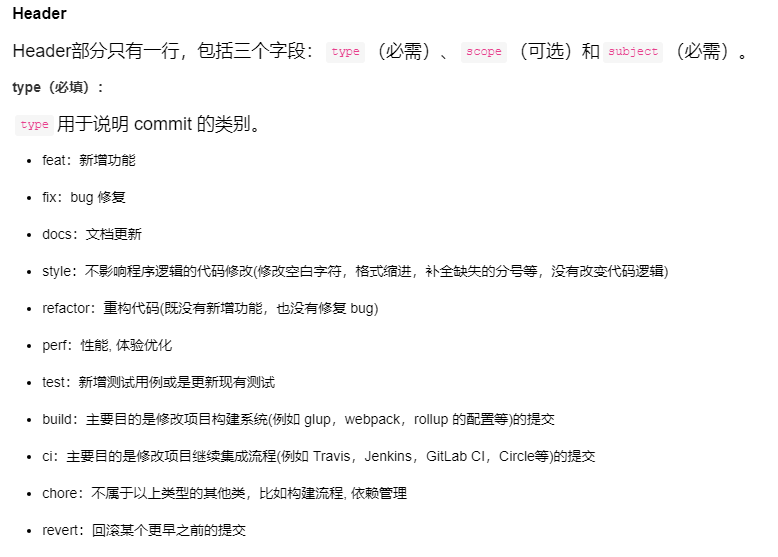 Header
Header部分只有一行，包括三个字段： type （必需）、 scope （可选）和 subject （必需）。
type（必填）：
type 用于说明 commit 的类别。
• feat：新增功能
• fix：bug 修复
• docs：文档更新
• style：不影响程序逻辑的代码修改(修改空白字符，格式缩进，补全缺失的分号等，没有改变代码逻辑)
• refactor：重构代码(既没有新增功能，也没有修复 bug)
• perf：性能, 体验优化
• test：新增测试用例或是更新现有测试
• build：主要目的是修改项目构建系统(例如 glup，webpack，rollup 的配置等)的提交
• ci：主要目的是修改项目继续集成流程(例如 Travis，Jenkins，GitLab CI，Circle等)的提交
• chore：不属于以上类型的其他类，比如构建流程, 依赖管理
• revert：回滚某个更早之前的提交